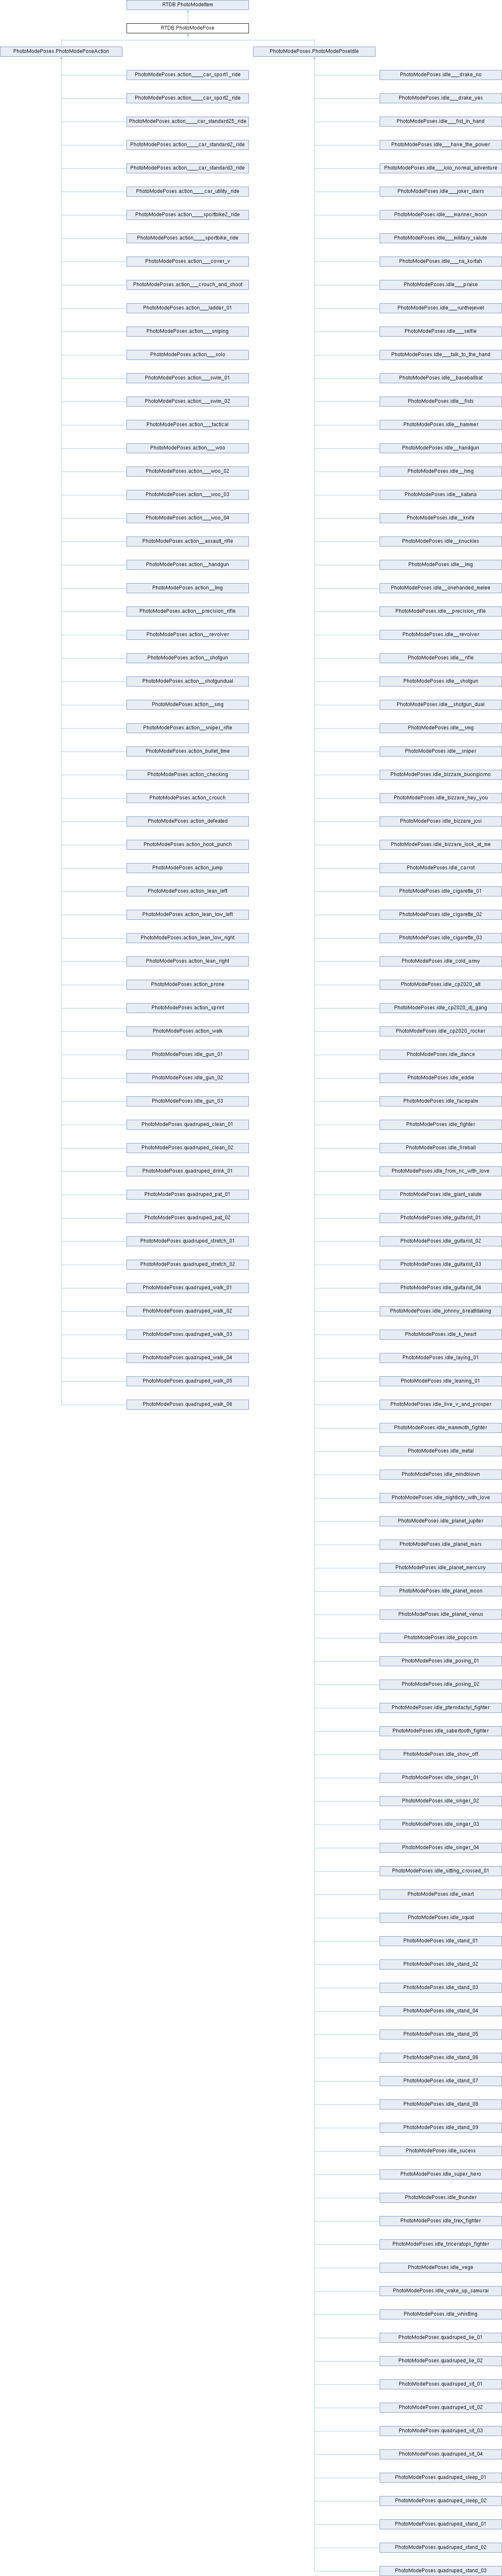 RTDB.PhotoModeItem
RTDB.PhotoModePose
PhotoModePoses.PhotoModePoseAction
PhotoModePoses.PhotoModePoseIdle
PhotoModePoses.action____car_sport1_ride
PhotoModePoses.action____car_sport2_ride
PhotoModePoses.action____car_standard25_ride
PhotoModePoses.action____car_standard2_ride
PhotoModePoses.action____car_standard3_ride
PhotoModePoses.action____car_utility_ride
PhotoModePoses.action____sportbike2_ride
PhotoModePoses.action____sportbike_ride
PhotoModePoses.action___cover_v
PhotoModePoses.action___crouch_and_shoot
PhotoModePoses.action___ladder_01
PhotoModePoses.action___sniping
PhotoModePoses.action___solo
PhotoModePoses.action___swim_01
PhotoModePoses.action___swim_02
PhotoModePoses.action___tactical
PhotoModePoses.action___woo
PhotoModePoses.action___woo_02
PhotoModePoses.action___woo_03
PhotoModePoses.action___woo_04
PhotoModePoses.action__assault_rifle
PhotoModePoses.action__handgun
PhotoModePoses.action__lmg
PhotoModePoses.action__precision_rifle
PhotoModePoses.action__revolver
PhotoModePoses.action__shotgun
PhotoModePoses.action__shotgundual
PhotoModePoses.action__smg
PhotoModePoses.action__sniper_rifle
PhotoModePoses.action_bullet_time
PhotoModePoses.action_checking
PhotoModePoses.action_crouch
PhotoModePoses.action_defeated
PhotoModePoses.action_hook_punch
PhotoModePoses.action_jump
PhotoModePoses.action_lean_left
PhotoModePoses.action_lean_low_left
PhotoModePoses.action_lean_low_right
PhotoModePoses.action_lean_right
PhotoModePoses.action_prone
PhotoModePoses.action_sprint
PhotoModePoses.action_walk
PhotoModePoses.idle_gun_01
PhotoModePoses.idle_gun_02
PhotoModePoses.idle_gun_03
PhotoModePoses.quadruped_clean_01
PhotoModePoses.quadruped_clean_02
PhotoModePoses.quadruped_drink_01
PhotoModePoses.quadruped_pat_01
PhotoModePoses.quadruped_pat_02
PhotoModePoses.quadruped_stretch_01
PhotoModePoses.quadruped_stretch_02
PhotoModePoses.quadruped_walk_01
PhotoModePoses.quadruped_walk_02
PhotoModePoses.quadruped_walk_03
PhotoModePoses.quadruped_walk_04
PhotoModePoses.quadruped_walk_05
PhotoModePoses.quadruped_walk_06
PhotoModePoses.idle___drake_no
PhotoModePoses.idle___drake_yes
PhotoModePoses.idle___fist_in_hand
PhotoModePoses.idle___have_the_power
PhotoModePoses.idle___jolo_normal_adventure
PhotoModePoses.idle___joker_stairs
PhotoModePoses.idle___mariner_moon
PhotoModePoses.idle___military_salute
PhotoModePoses.idle___na_kortah
PhotoModePoses.idle___praise
PhotoModePoses.idle___runthejevel
PhotoModePoses.idle___selfie
PhotoModePoses.idle___talk_to_the_hand
PhotoModePoses.idle__baseballbat
PhotoModePoses.idle__fists
PhotoModePoses.idle__hammer
PhotoModePoses.idle__handgun
PhotoModePoses.idle__hmg
PhotoModePoses.idle__katana
PhotoModePoses.idle__knife
PhotoModePoses.idle__knuckles
PhotoModePoses.idle__lmg
PhotoModePoses.idle__onehanded_melee
PhotoModePoses.idle__precision_rifle
PhotoModePoses.idle__revolver
PhotoModePoses.idle__rifle
PhotoModePoses.idle__shotgun
PhotoModePoses.idle__shotgun_dual
PhotoModePoses.idle__smg
PhotoModePoses.idle__sniper
PhotoModePoses.idle_bizzare_buongiorno
PhotoModePoses.idle_bizzare_hey_you
PhotoModePoses.idle_bizzare_josi
PhotoModePoses.idle_bizzare_look_at_me
PhotoModePoses.idle_carrot
PhotoModePoses.idle_cigarette_01
PhotoModePoses.idle_cigarette_02
PhotoModePoses.idle_cigarette_03
PhotoModePoses.idle_cold_army
PhotoModePoses.idle_cp2020_alt
PhotoModePoses.idle_cp2020_dj_gang
PhotoModePoses.idle_cp2020_rocker
PhotoModePoses.idle_dance
PhotoModePoses.idle_eddie
PhotoModePoses.idle_facepalm
PhotoModePoses.idle_fighter
PhotoModePoses.idle_fireball
PhotoModePoses.idle_from_nc_with_love
PhotoModePoses.idle_giant_salute
PhotoModePoses.idle_guitarist_01
PhotoModePoses.idle_guitarist_02
PhotoModePoses.idle_guitarist_03
PhotoModePoses.idle_guitarist_04
PhotoModePoses.idle_johnny_breathtaking
PhotoModePoses.idle_k_heart
PhotoModePoses.idle_laying_01
PhotoModePoses.idle_leaning_01
PhotoModePoses.idle_live_v_and_prosper
PhotoModePoses.idle_mammoth_fighter
PhotoModePoses.idle_metal
PhotoModePoses.idle_mindblown
PhotoModePoses.idle_nighticty_with_love
PhotoModePoses.idle_planet_jupiter
PhotoModePoses.idle_planet_mars
PhotoModePoses.idle_planet_mercury
PhotoModePoses.idle_planet_moon
PhotoModePoses.idle_planet_venus
PhotoModePoses.idle_popcorn
PhotoModePoses.idle_posing_01
PhotoModePoses.idle_posing_02
PhotoModePoses.idle_pterodactyl_fighter
PhotoModePoses.idle_sabertooth_fighter
PhotoModePoses.idle_show_off
PhotoModePoses.idle_singer_01
PhotoModePoses.idle_singer_02
PhotoModePoses.idle_singer_03
PhotoModePoses.idle_singer_04
PhotoModePoses.idle_sitting_crossed_01
PhotoModePoses.idle_smart
PhotoModePoses.idle_squat
PhotoModePoses.idle_stand_01
PhotoModePoses.idle_stand_02
PhotoModePoses.idle_stand_03
PhotoModePoses.idle_stand_04
PhotoModePoses.idle_stand_05
PhotoModePoses.idle_stand_06
PhotoModePoses.idle_stand_07
PhotoModePoses.idle_stand_08
PhotoModePoses.idle_stand_09
PhotoModePoses.idle_sucess
PhotoModePoses.idle_super_hero
PhotoModePoses.idle_thunder
PhotoModePoses.idle_trex_fighter
PhotoModePoses.idle_triceratops_fighter
PhotoModePoses.idle_vege
PhotoModePoses.idle_wake_up_samurai
PhotoModePoses.idle_whistling
PhotoModePoses.quadruped_lie_01
PhotoModePoses.quadruped_lie_02
PhotoModePoses.quadruped_sit_01
PhotoModePoses.quadruped_sit_02
PhotoModePoses.quadruped_sit_03
PhotoModePoses.quadruped_sit_04
PhotoModePoses.quadruped_sleep_01
PhotoModePoses.quadruped_sleep_02
PhotoModePoses.quadruped_stand_01
PhotoModePoses.quadruped_stand_02
PhotoModePoses.quadruped_stand_03